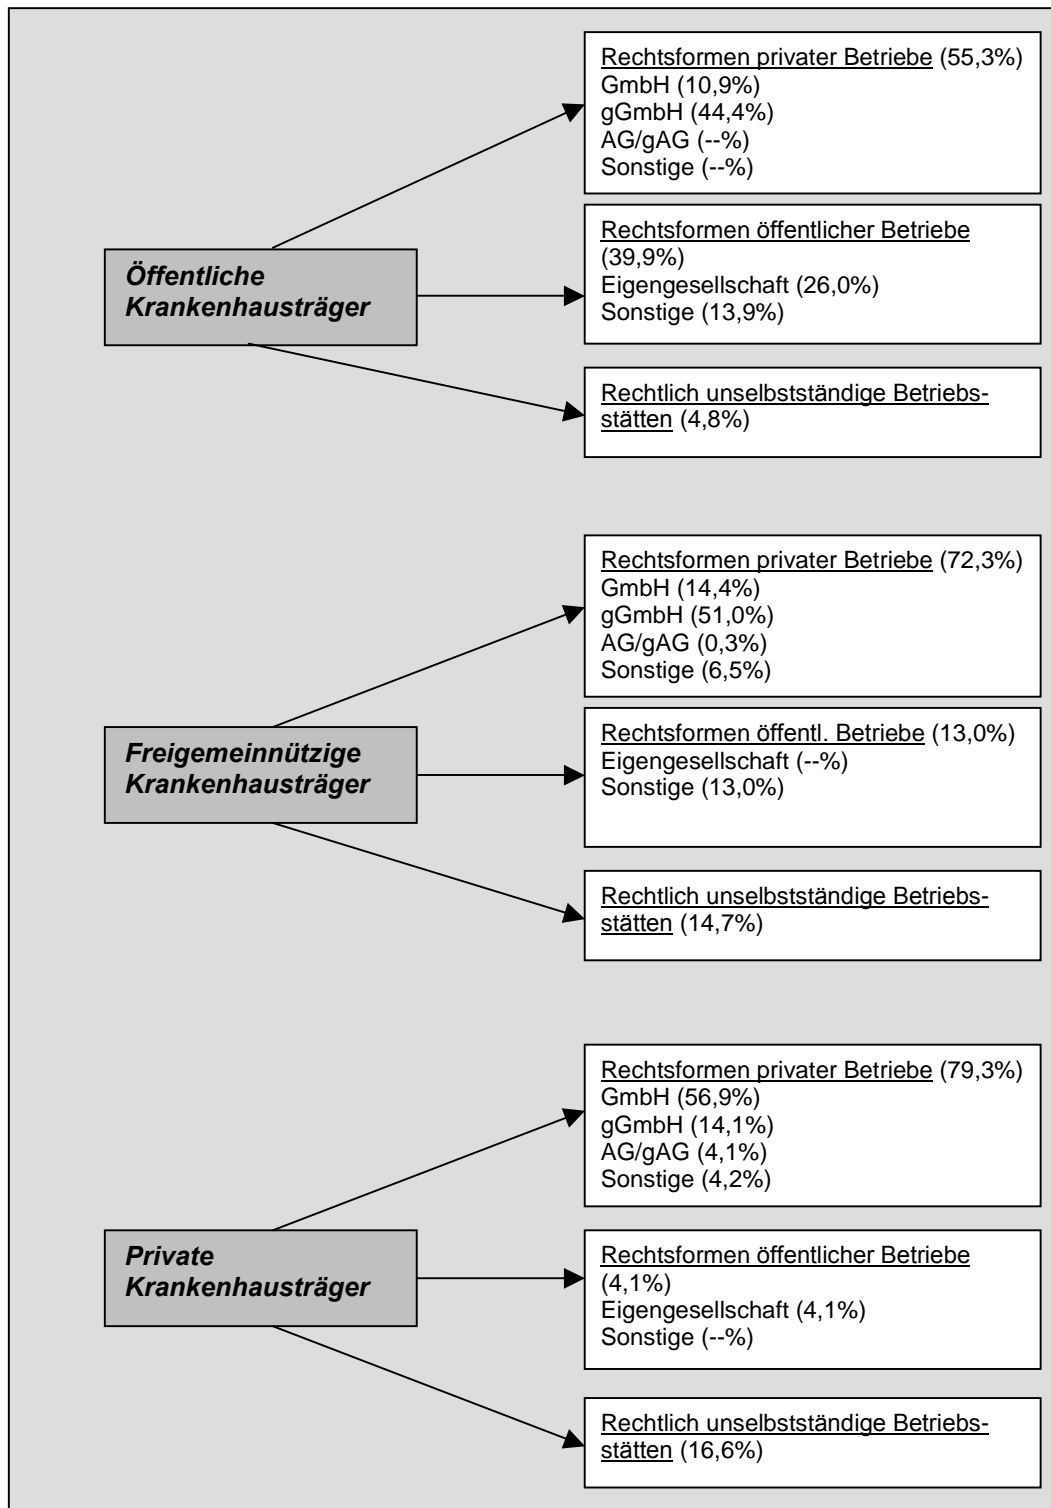 Rechtsformen privater Betriebe (55,3%)
GmbH (10,9%)
gGmbH (44,4%)
AG/gAG (--%)
Sonstige (--%)
Öffentliche
Krankenhausträger
Rechtsformen öffentlicher Betriebe
(39,9%)
Eigengesellschaft (26,0%)
Sonstige (13,9%)
Rechtlich unselbstständige Betriebs-
stätten (4,8%)
Rechtsformen privater Betriebe (72,3%)
GmbH (14,4%)
gGmbH (51,0%)
AG/gAG (0,3%)
Sonstige (6,5%)
Freigemeinnützige
Krankenhausträger
Rechtsformen öffentl. Betriebe (13,0%)
Eigengesellschaft (--%)
Sonstige (13,0%)
Rechtlich unselbstständige Betriebs-
stätten (14,7%)
Rechtsformen privater Betriebe (79,3%)
GmbH (56,9%)
gGmbH (14,1%)
AG/gAG (4,1%)
Sonstige (4,2%)
Private
Krankenhausträger
Rechtsformen öffentlicher Betriebe
(4,1%)
Eigengesellschaft (4,1%)
Sonstige (--%)
Rechtlich unselbstständige Betriebs-
stätten (16,6%)